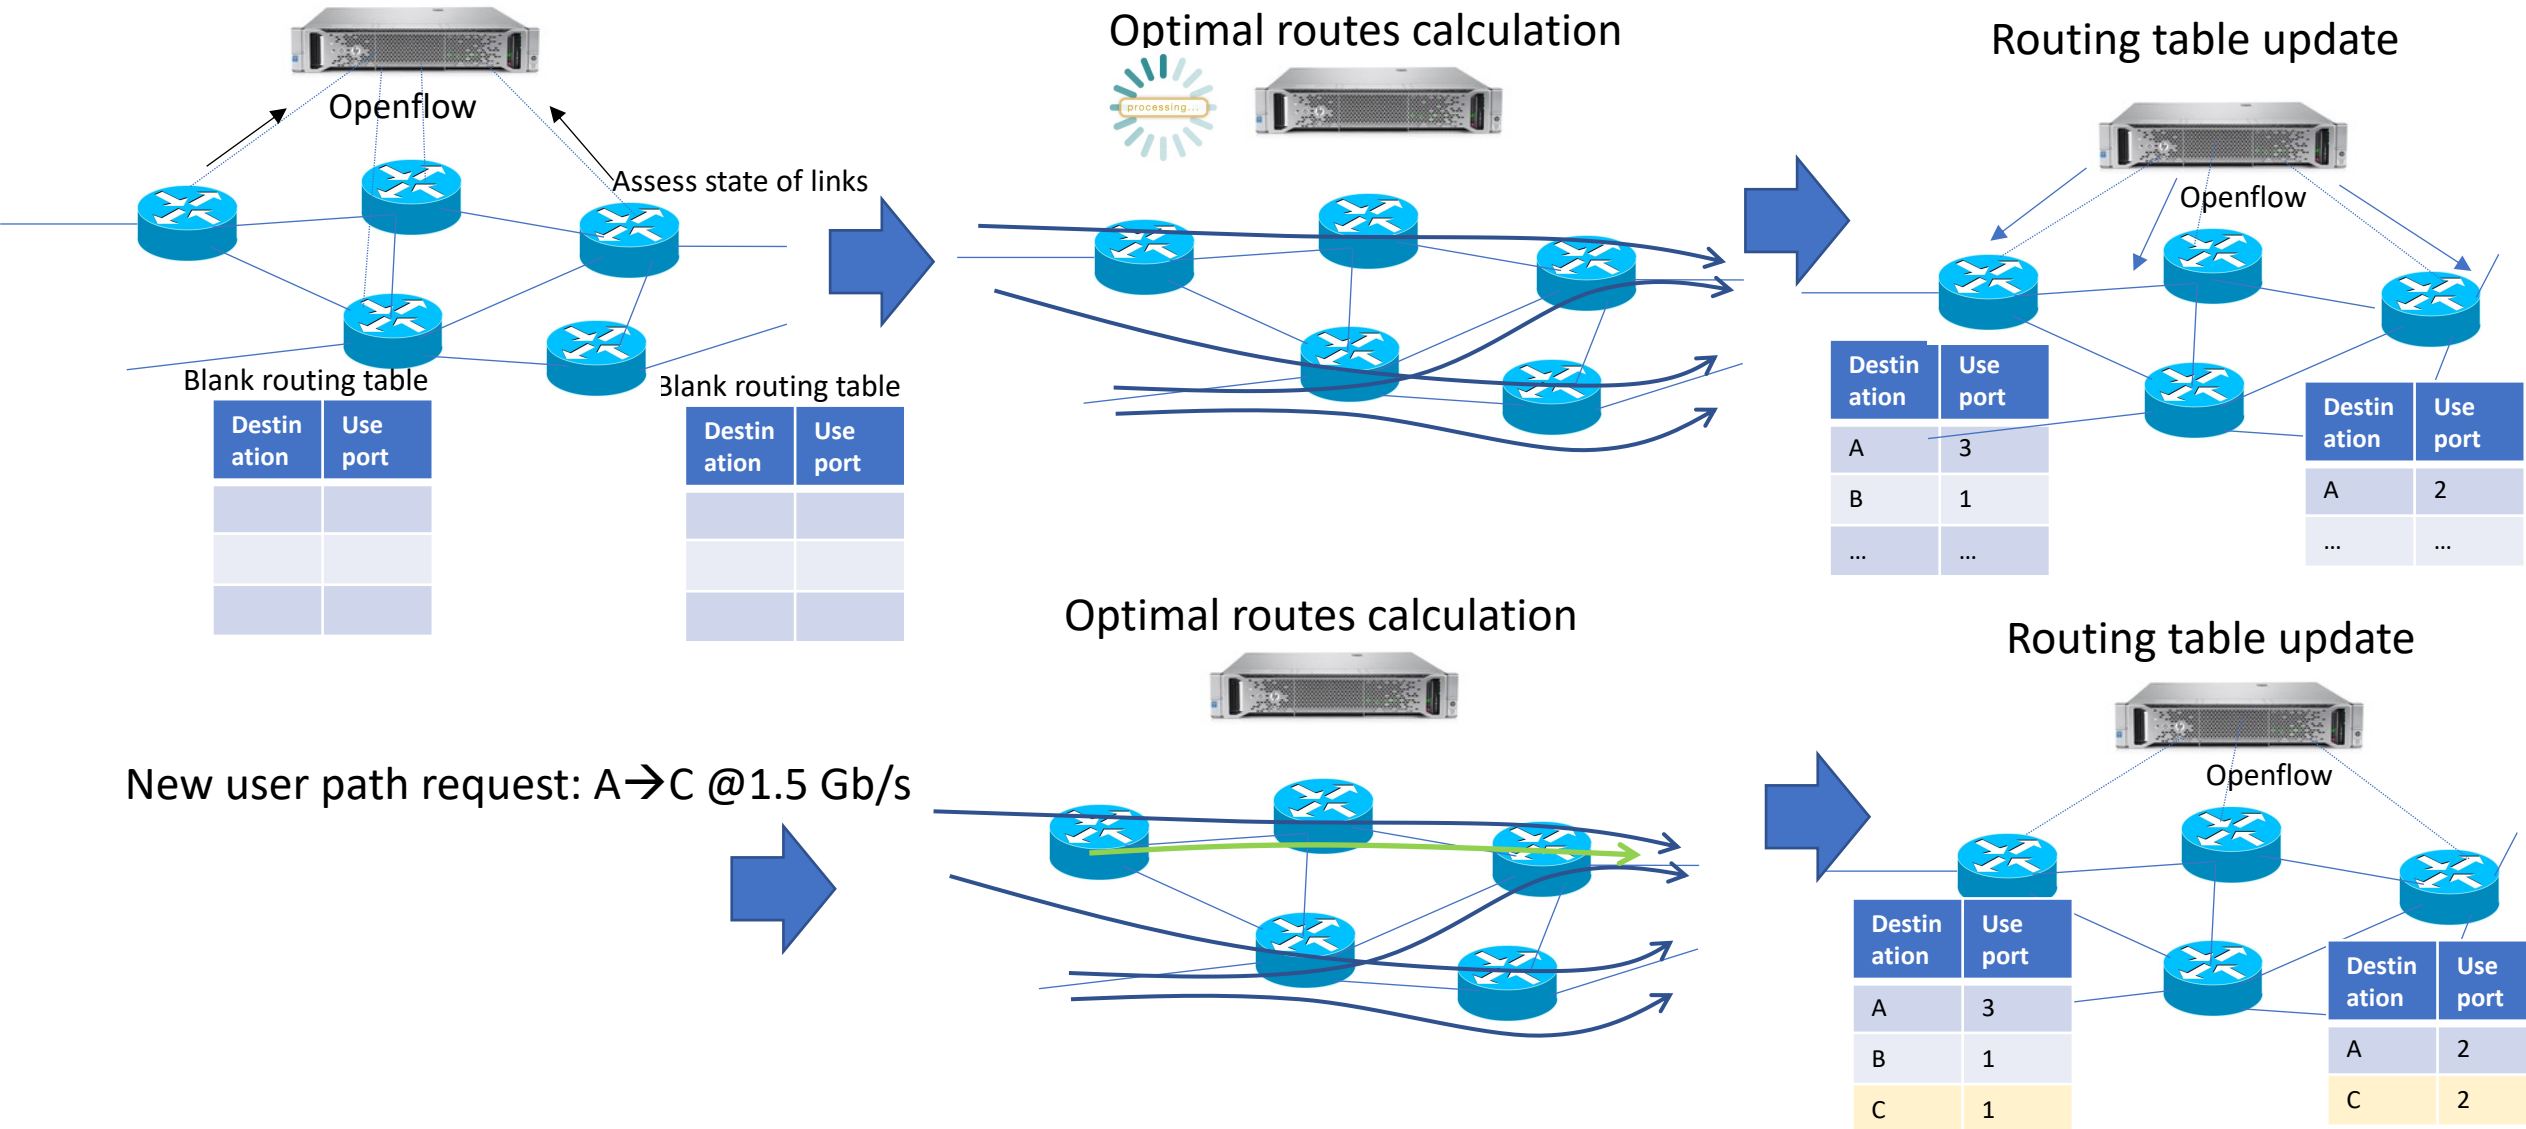 Optimal routes calculation
Routing table update
processing...
Openflow
Assess state of links
Openflow
Blank routing table
Blank routing table
Destin
ation
Use
port
Destin
ation
Use
port
Destin
ation
Use
port
A
3
B
1
...
...
Destin
ation
Use
port
A
2
...
...
Optimal routes calculation
Routing table update
New user path request: A→C @1.5 Gb/s
Openflow
Destin
ation
Use
port
A
3
B
1
C
1
Destin
ation
Use
port
A
2
C
2